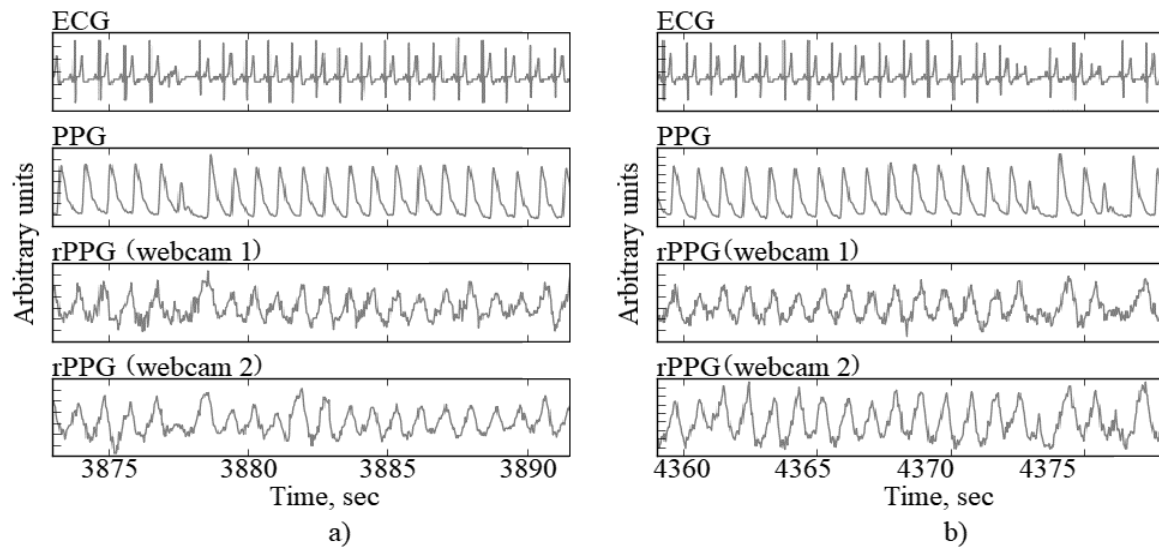 ECG
PPG
rPPG (webcam 1)
rPPG (webcam 2)
Arbitrary units
3875 3880 3885 3890
Time, sec
a)
ECG
PPG
rPPG(webcam 1)
rPPG(webcam 2)
Arbitrary units
4360 4365 4370 4375
Time, sec
b)